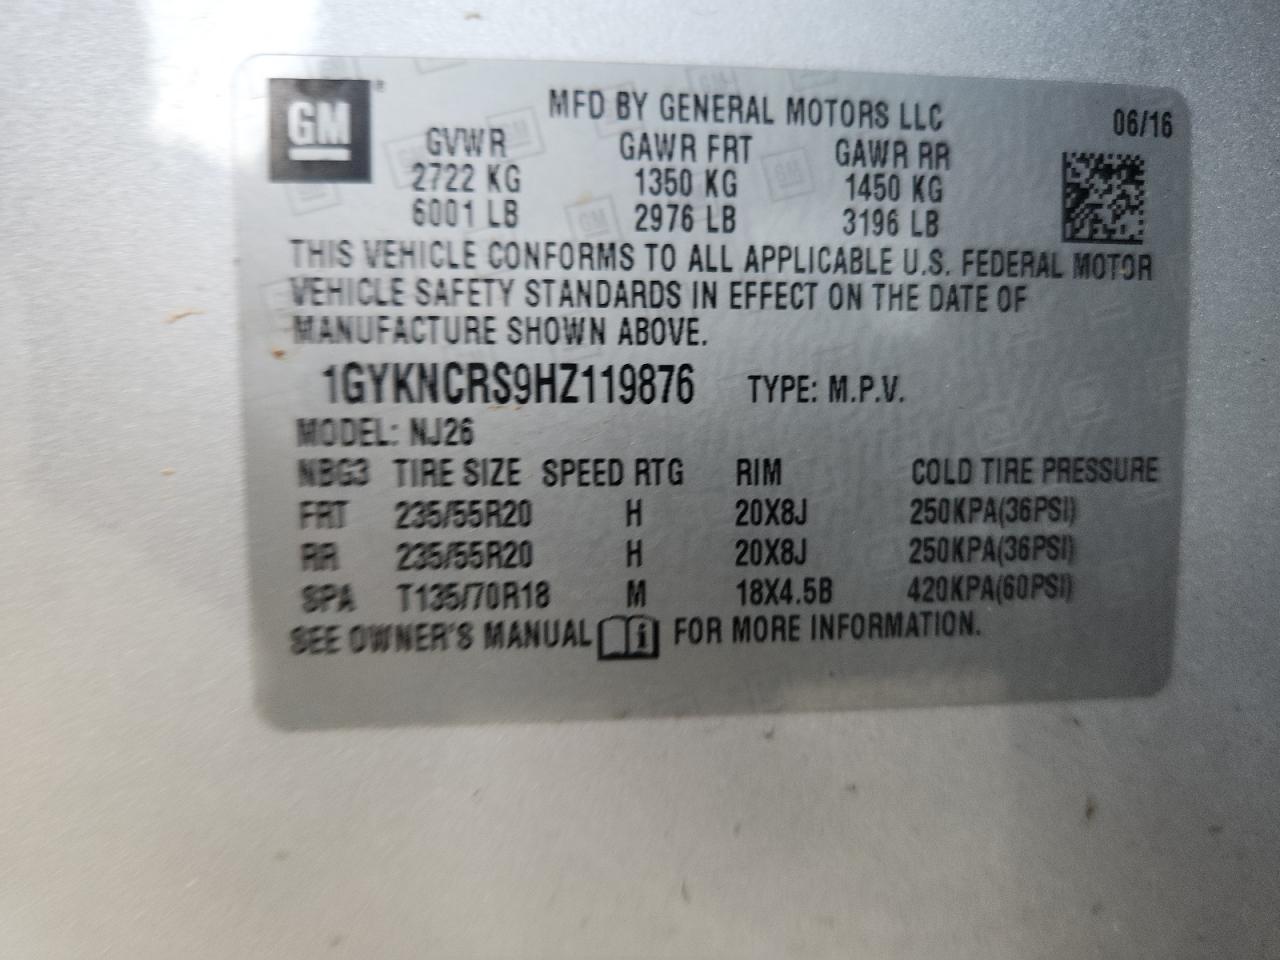 GM
MFD BY GENERAL MOTORS LLC 06/16
GVWR GAWR FRT GAWR RR
2722 KG 1350 KG 1450 KG
6001 LB 2976 LB 3196 LB
THIS VEHICLE CONFORMS TO ALL APPLICABLE U.S. FEDERAL MOTOR
VEHICLE SAFETY STANDARDS IN EFFECT ON THE DATE OF
MANUFACTURE SHOWN ABOVE.
1GYKNCRS9HZ119876 TYPE: M.P.V.
MODEL: NJ26
NBG3 TIRE SIZE SPEED RTG RIM COLD TIRE PRESSURE
FRT 235/55R20 H 20X8J 250KPA(36PSI)
RR 235/55R20 H 20X8J 250KPA(36PSI)
SPA T135/70R18 M 18X4.5B 420KPA(60PSI)
SEE OWNER'S MANUAL i FOR MORE INFORMATION.